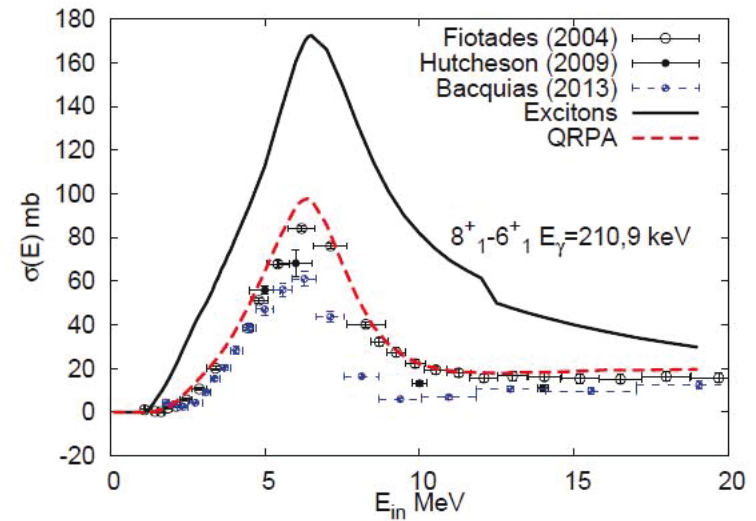 180
160
140
120
100
80
60
40
20
0
-20
σ(E) mb
Fiotades (2004)
Hutcheson (2009)
Bacquias (2013)
Excitons
QRPA
8⁺₁-6⁺₁ Eγ=210,9 keV
0 5 10 15 20
E_in MeV